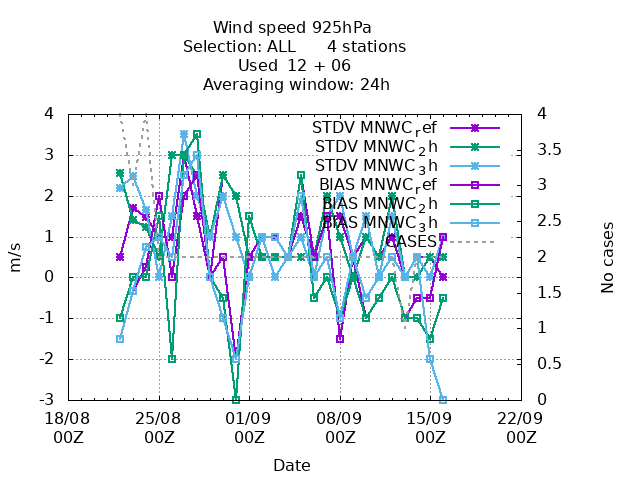 Wind speed 925hPa
Selection: ALL 4 stations
Used 12 + 06
Averaging window: 24h
STDV MNWC_ref
STDV MNWC_2h
STDV MNWC_3h
BIAS MNWC_ref
BIAS MNWC_2h
BIAS MNWC_3h
CASES
m/s
4
3
2
1
0
-1
-2
-3
No cases
4
3.5
3
2.5
2
1.5
1
0.5
0
18/08 25/08 01/09 08/09 15/09 22/09
00Z 00Z 00Z 00Z 00Z 00Z
Date